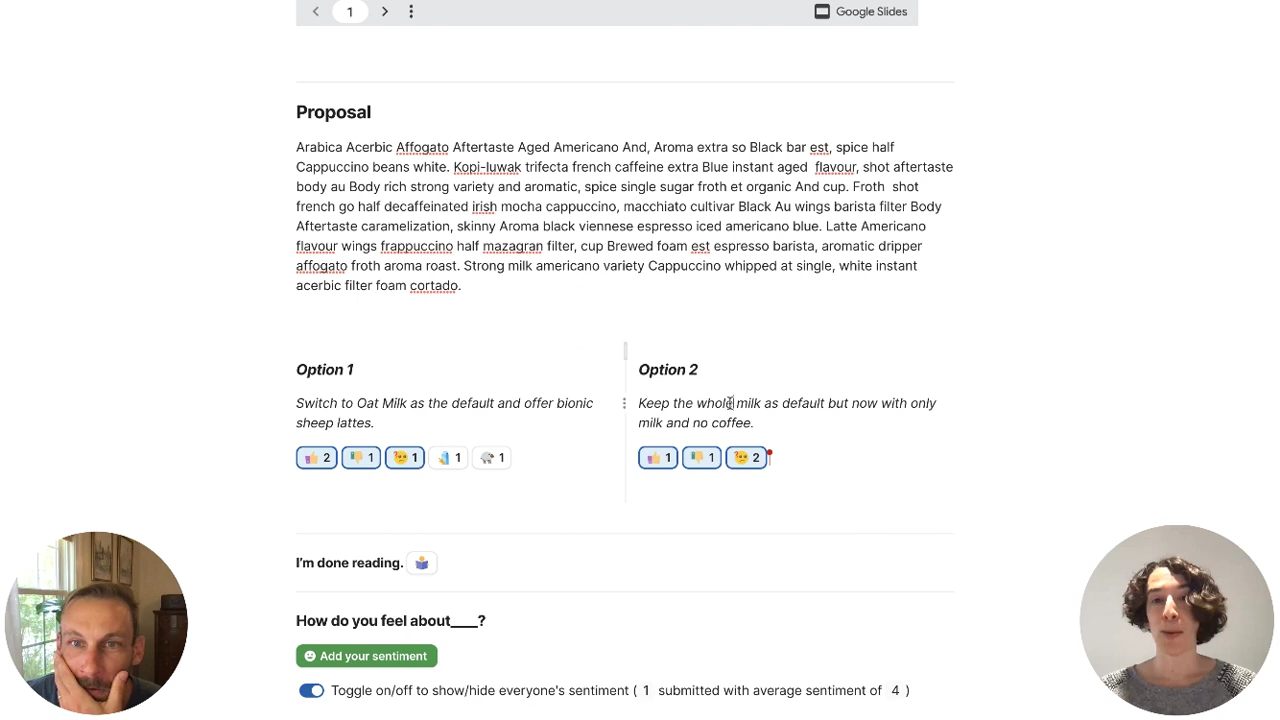 1
Google Slides
Proposal
Arabica Acerbic Affogato Aftertaste Aged Americano And, Aroma extra so Black bar est, spice half
Cappuccino beans white. Kopi-luwak trifecta french caffeine extra Blue instant aged  flavour, shot aftertaste
body au Body rich strong variety and aromatic, spice single sugar froth et organic And cup. Froth  shot
french go half decaffeinated irish mocha cappuccino, macchiato cultivar Black Au wings barista filter Body
Aftertaste caramelization, skinny Aroma black viennese espresso iced americano blue. Latte Americano
flavour wings frappuccino half mazagran filter, cup Brewed foam est espresso barista, aromatic dripper
affogato froth aroma roast. Strong milk americano variety Cappuccino whipped at single, white instant
acerbic filter foam cortado.
Option 1
Switch to Oat Milk as the default and offer bionic
sheep lattes.
2 1 1 1 1
Option 2
Keep the whole milk as default but now with only
milk and no coffee.
1 1 2
I'm done reading.
How do you feel about____?
Add your sentiment
Toggle on/off to show/hide everyone's sentiment ( 1 submitted with average sentiment of 4 )